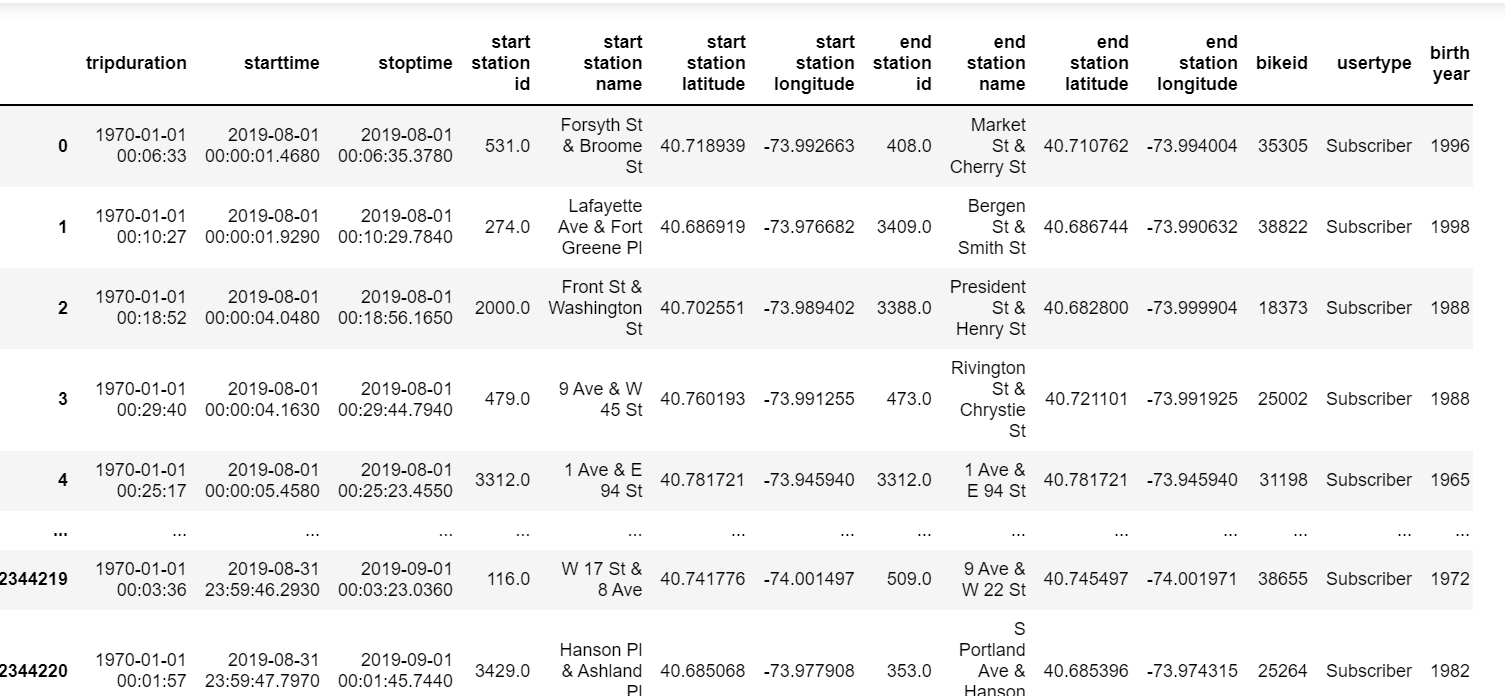 tripduration starttime stoptime start station id start station name start station latitude start station longitude end station id end station name end station latitude end station longitude bikeid usertype birth year
0 1970-01-01 00:06:33 2019-08-01 00:00:01.4680 2019-08-01 00:06:35.3780 531.0 Forsyth St & Broome St 40.718939 -73.992663 408.0 Market St & Cherry St 40.710762 -73.994004 35305 Subscriber 1996
1 1970-01-01 00:10:27 2019-08-01 00:00:01.9290 2019-08-01 00:10:29.7840 274.0 Lafayette Ave & Fort Greene Pl 40.686919 -73.976682 3409.0 Bergen St & Smith St 40.686744 -73.990632 38822 Subscriber 1998
2 1970-01-01 00:18:52 2019-08-01 00:00:04.0480 2019-08-01 00:18:56.1650 2000.0 Front St & Washington St 40.702551 -73.989402 3388.0 President St & Henry St 40.682800 -73.999904 18373 Subscriber 1988
3 1970-01-01 00:29:40 2019-08-01 00:00:04.1630 2019-08-01 00:29:44.7940 479.0 9 Ave & W 45 St 40.760193 -73.991255 473.0 Rivington St & Chrystie St 40.721101 -73.991925 25002 Subscriber 1988
4 1970-01-01 00:25:17 2019-08-01 00:00:05.4580 2019-08-01 00:25:23.4550 3312.0 1 Ave & E 94 St 40.781721 -73.945940 3312.0 1 Ave & E 94 St 40.781721 -73.945940 31198 Subscriber 1965
... ... ... ... ... ... ... ... ... ... ... ... ... ... ...
2344219 1970-01-01 00:03:36 2019-08-31 23:59:46.2930 2019-09-01 00:03:23.0360 116.0 W 17 St & 8 Ave 40.741776 -74.001497 509.0 9 Ave & W 22 St 40.745497 -74.001971 38655 Subscriber 1972
2344220 1970-01-01 00:01:57 2019-08-31 23:59:47.7970 2019-09-01 00:01:45.7440 3429.0 Hanson Pl & Ashland Pl 40.685068 -73.977908 353.0 S Portland Ave & Hanson 40.685396 -73.974315 25264 Subscriber 1982